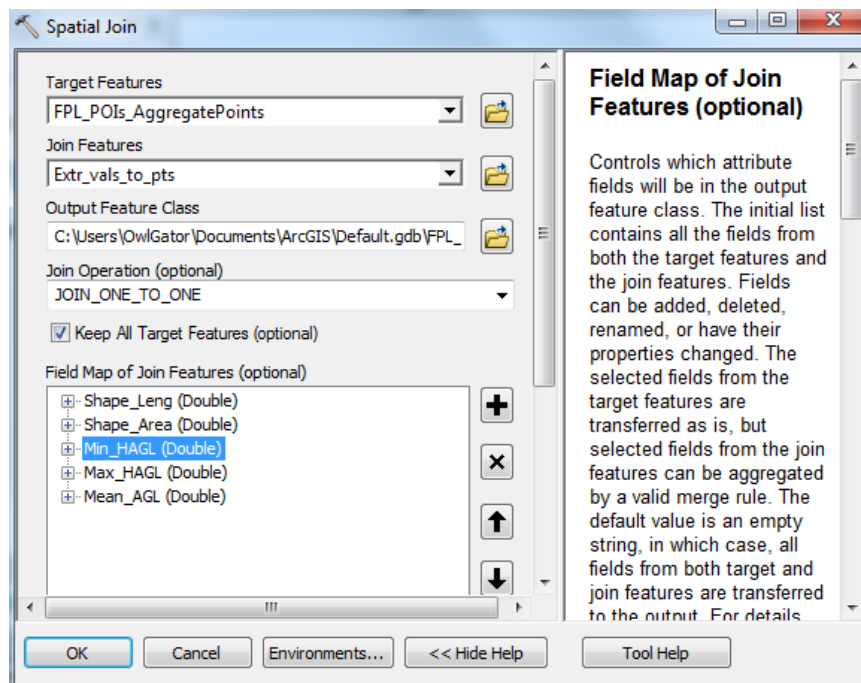 Spatial Join
Target Features
FPL_POIs_AggregatePoints
Join Features
Extr_vals_to_pts
Output Feature Class
C:\Users\OwlGator\Documents\ArcGIS\Default.gdb\FPL_
Join Operation (optional)
JOIN_ONE_TO_ONE
Keep All Target Features (optional)
Field Map of Join Features (optional)
Shape_Leng (Double)
Shape_Area (Double)
Min_HAGL (Double)
Max_HAGL (Double)
Mean_AGL (Double)
Field Map of Join
Features (optional)
Controls which attribute
fields will be in the output
feature class. The initial list
contains all the fields from
both the target features and
the join features. Fields
can be added, deleted,
renamed, or have their
properties changed. The
selected fields from the
target features are
transferred as is, but
selected fields from the join
features can be aggregated
by a valid merge rule. The
default value is an empty
string, in which case, all
fields from both target and
join features are transferred
to the output. For details
OK
Cancel
Environments...
<< Hide Help
Tool Help